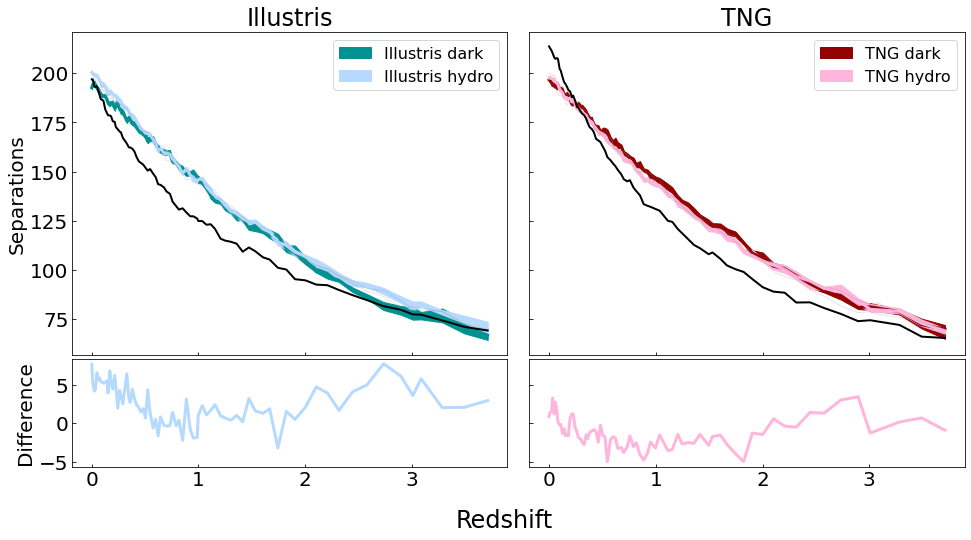 Illustris
TNG
Illustris dark
Illustris hydro
TNG dark
TNG hydro
Separations
200
175
150
125
100
75
Difference
5
0
−5
0 1 2 3
0 1 2 3
Redshift